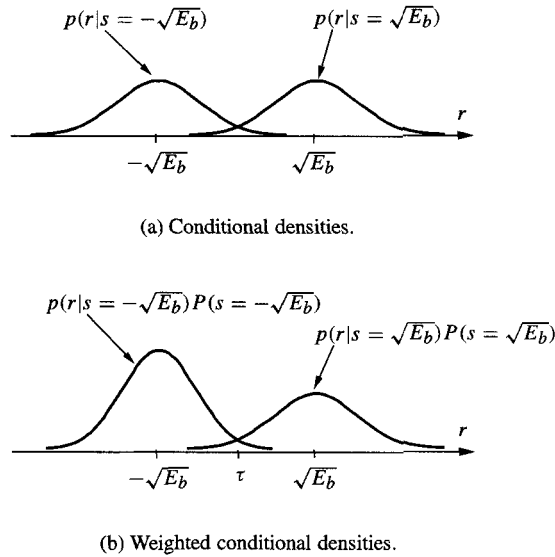 p(r|s = −√E_b)
p(r|s = √E_b)
r
−√E_b
√E_b
(a) Conditional densities.
p(r|s = −√E_b)P(s = −√E_b)
p(r|s = √E_b)P(s = √E_b)
r
−√E_b
τ
√E_b
(b) Weighted conditional densities.